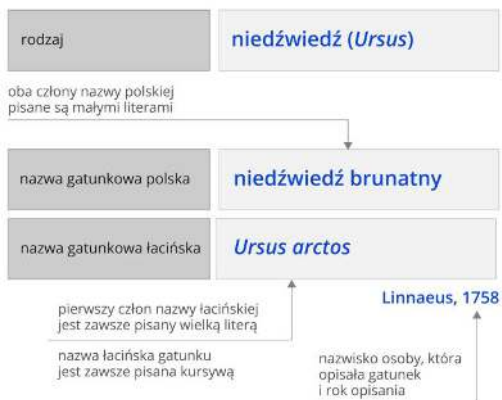 rodzaj
niedźwiedź (Ursus)
oba człony nazwy polskiej
pisane są małymi literami
nazwa gatunkowa polska
niedźwiedź brunatny
nazwa gatunkowa łacińska
Ursus arctos
Linnaeus, 1758
pierwszy człon nazwy łacińskiej
jest zawsze pisany wielką literą
nazwa łacińska gatunku
jest zawsze pisana kursywą
nazwisko osoby, która
opisała gatunek
i rok opisania